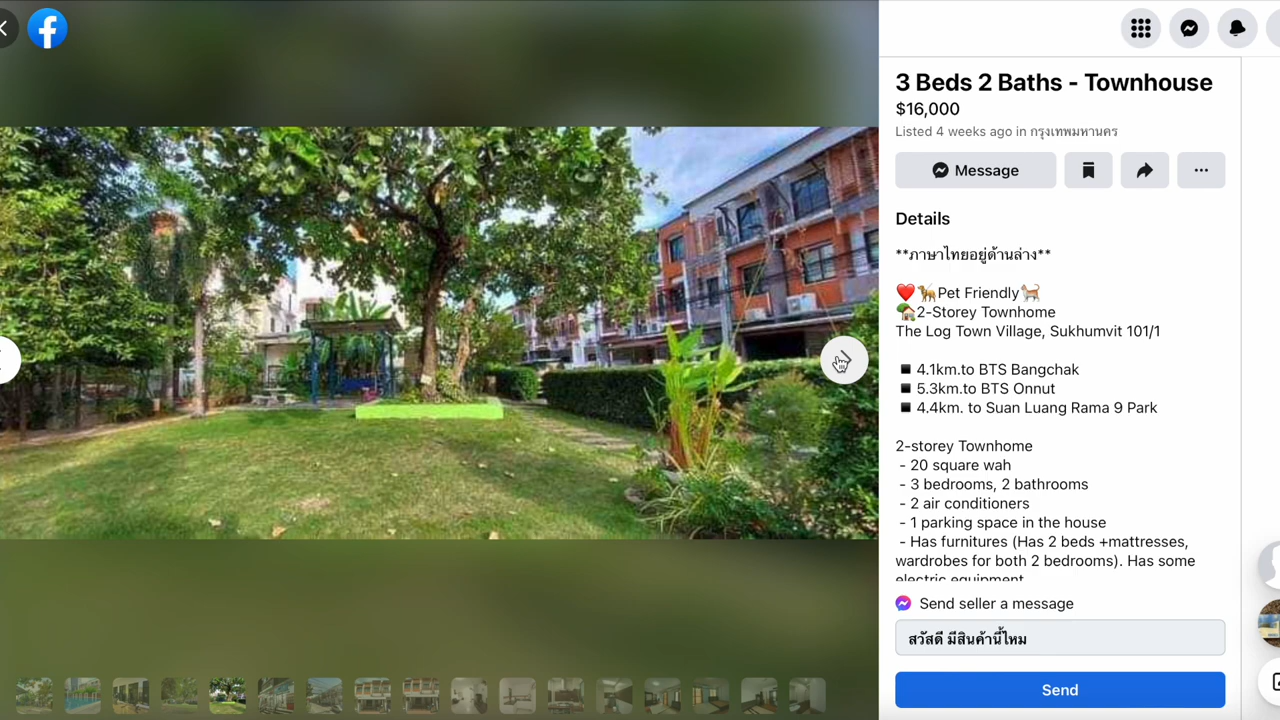 3 Beds 2 Baths - Townhouse
$16,000
Listed 4 weeks ago in กรุงเทพมหานคร
Message
Details
**ภาษาไทยอยู่ด้านล่าง**
❤️🐕Pet Friendly🐈
🏡2-Storey Townhome
The Log Town Village, Sukhumvit 101/1
◾ 4.1km.to BTS Bangchak
◾ 5.3km.to BTS Onnut
◾ 4.4km. to Suan Luang Rama 9 Park
2-storey Townhome
- 20 square wah
- 3 bedrooms, 2 bathrooms
- 2 air conditioners
- 1 parking space in the house
- Has furnitures (Has 2 beds +mattresses,
wardrobes for both 2 bedrooms). Has some
electric equipment
Send seller a message
สวัสดี มีสินค้านี้ไหม
Send